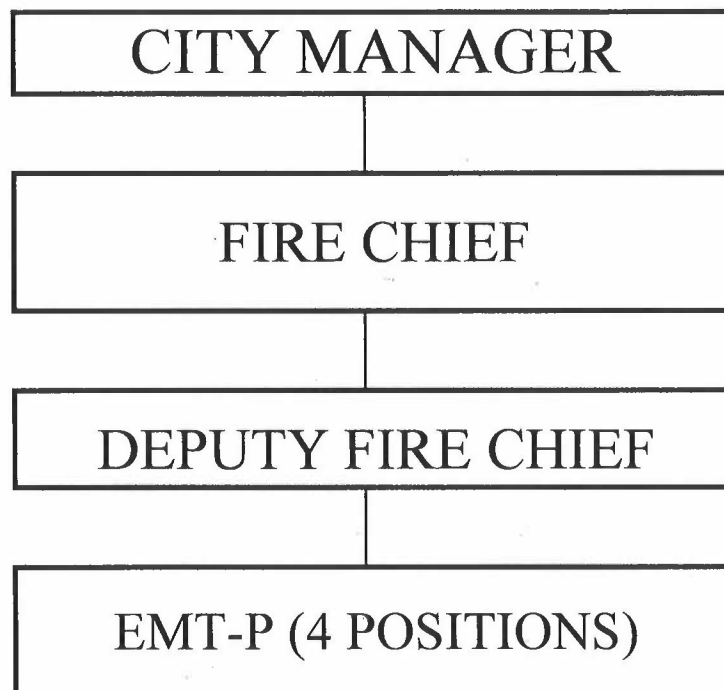 CITY MANAGER
FIRE CHIEF
DEPUTY FIRE CHIEF
EMT-P (4 POSITIONS)